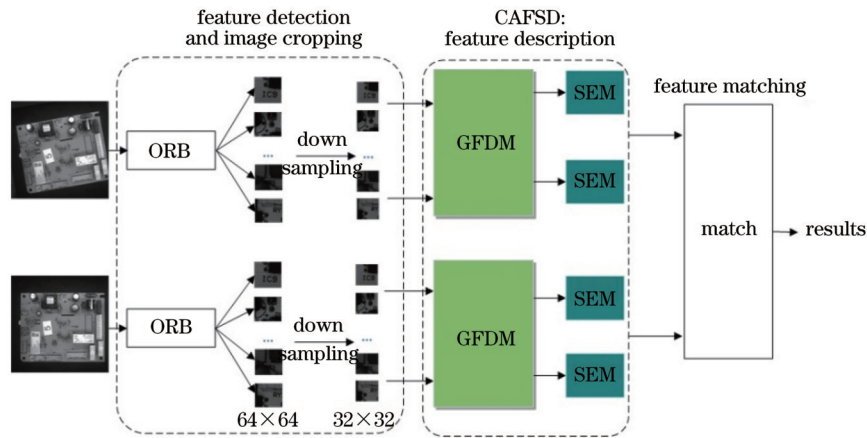 feature detection
and image cropping
CAFSD:
feature description
feature matching
ORB
down
sampling
...
...
GFDM
SEM
SEM
match
results
ORB
down
sampling
...
...
GFDM
SEM
SEM
64×64
32×32